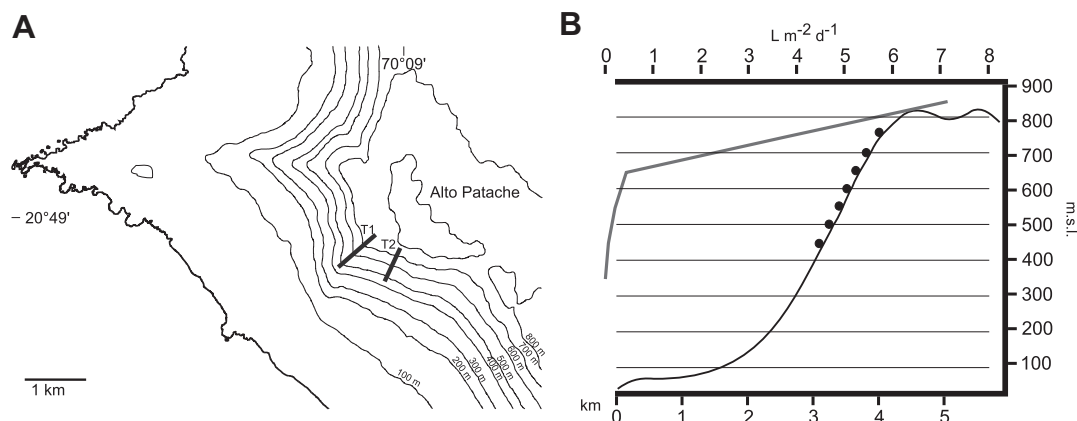 A
70°09'
Alto Patache
– 20°49'
T1
T2
800 m
700 m
600 m
500 m
400 m
300 m
200 m
100 m
1 km
B
L m-2 d-1
0 1 2 3 4 5 6 7 8
900
800
700
600
500
400
300
200
100
m.s.l.
km
0 1 2 3 4 5